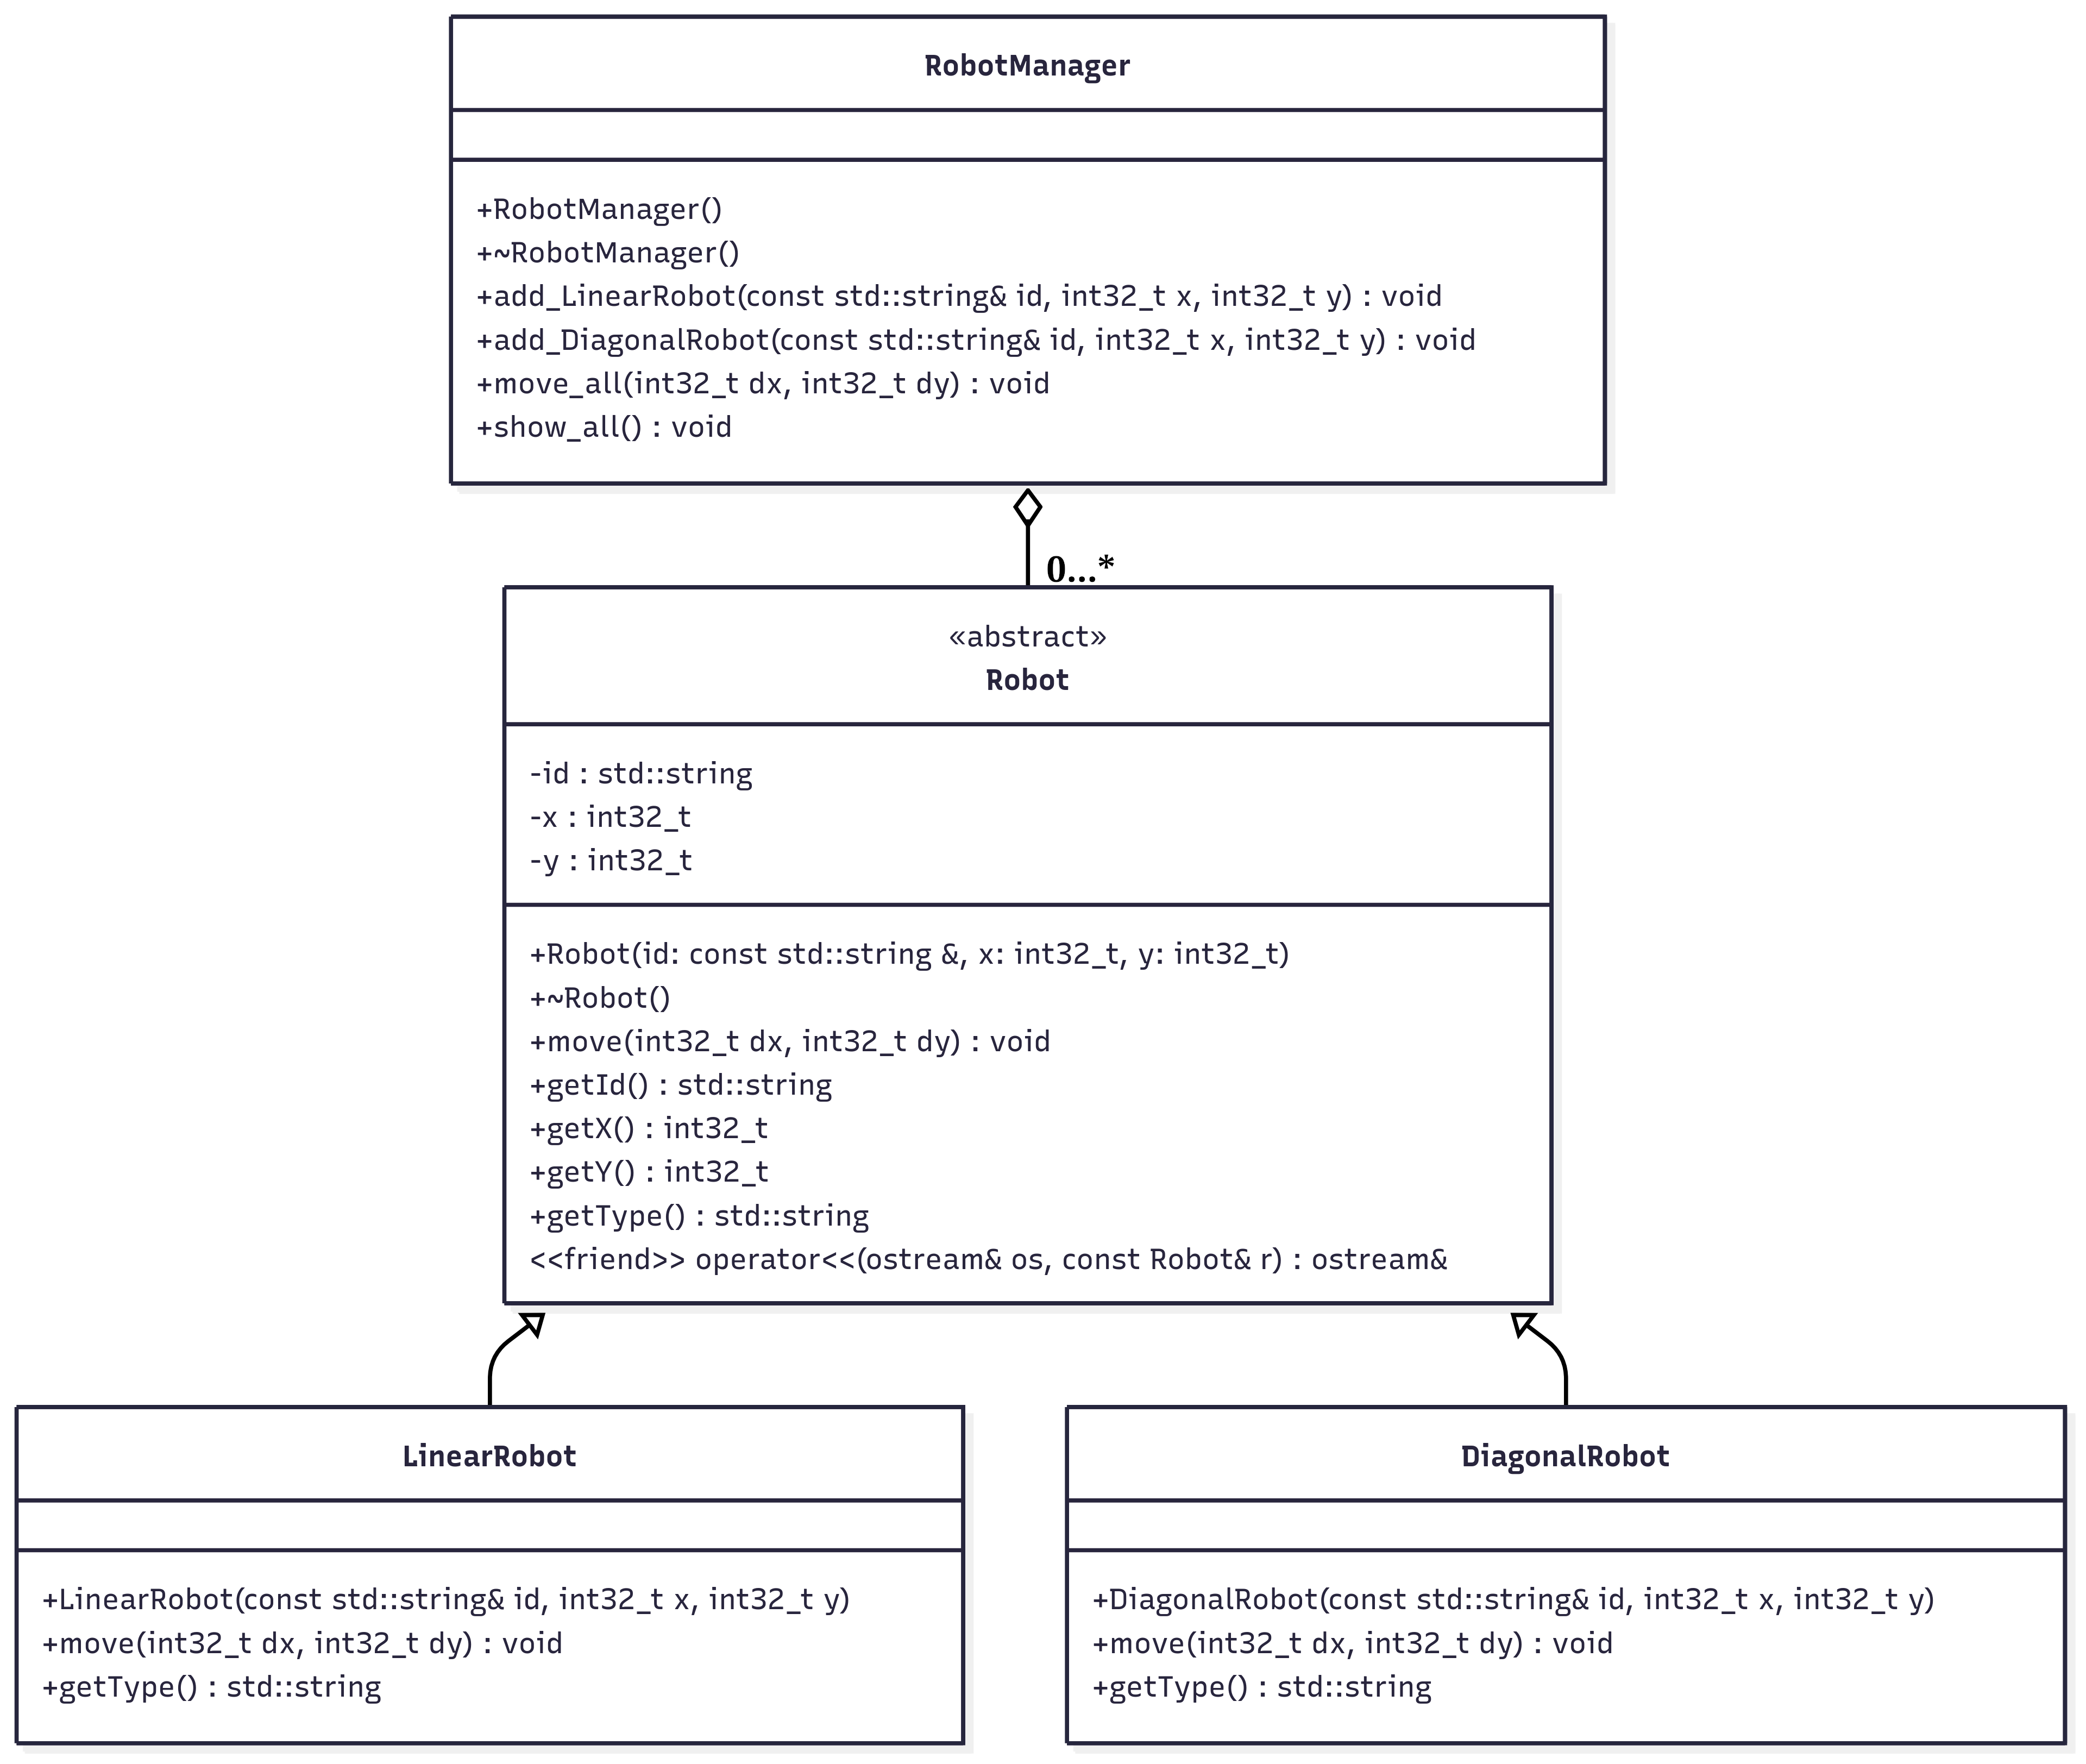 RobotManager
+RobotManager()
+~RobotManager()
+add_LinearRobot(const std::string& id, int32_t x, int32_t y) : void
+add_DiagonalRobot(const std::string& id, int32_t x, int32_t y) : void
+move_all(int32_t dx, int32_t dy) : void
+show_all() : void
0...*
«abstract»
Robot
-id : std::string
-x : int32_t
-y : int32_t
+Robot(id: const std::string &, x: int32_t, y: int32_t)
+~Robot()
+move(int32_t dx, int32_t dy) : void
+getId() : std::string
+getX() : int32_t
+getY() : int32_t
+getType() : std::string
<<friend>> operator<<(ostream& os, const Robot& r) : ostream&
LinearRobot
+LinearRobot(const std::string& id, int32_t x, int32_t y)
+move(int32_t dx, int32_t dy) : void
+getType() : std::string
DiagonalRobot
+DiagonalRobot(const std::string& id, int32_t x, int32_t y)
+move(int32_t dx, int32_t dy) : void
+getType() : std::string